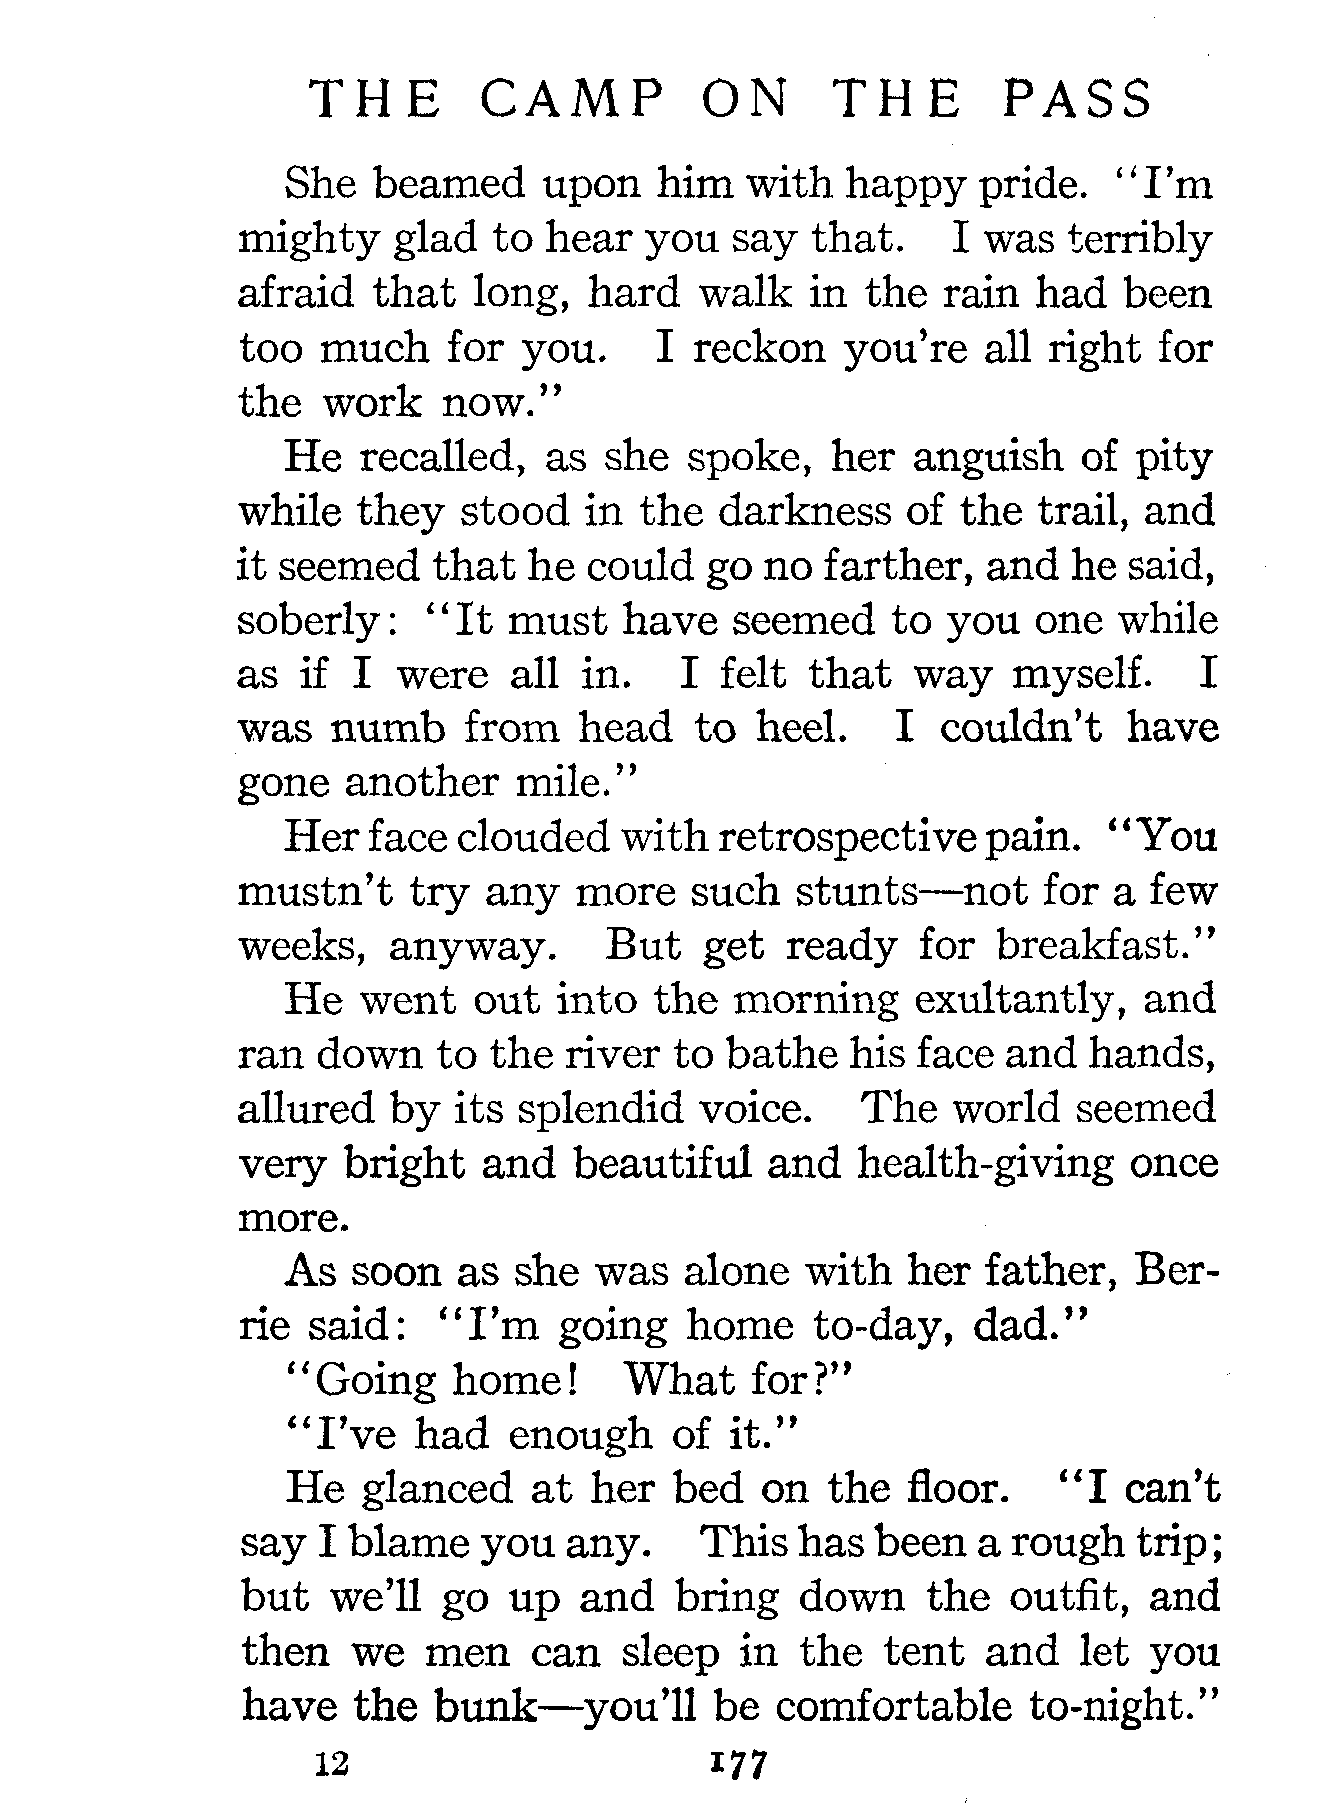 THE CAMP ON THE PASS
She beamed upon him with happy pride. "I'm
mighty glad to hear you say that. I was terribly
afraid that long, hard walk in the rain had been
too much for you. I reckon you're all right for
the work now."
He recalled, as she spoke, her anguish of pity
while they stood in the darkness of the trail, and
it seemed that he could go no farther, and he said,
soberly: "It must have seemed to you one while
as if I were all in. I felt that way myself. I
was numb from head to heel. I couldn't have
gone another mile."
Her face clouded with retrospective pain. "You
mustn't try any more such stunts—not for a few
weeks, anyway. But get ready for breakfast."
He went out into the morning exultantly, and
ran down to the river to bathe his face and hands,
allured by its splendid voice. The world seemed
very bright and beautiful and health-giving once
more.
As soon as she was alone with her father, Ber-
rie said: "I'm going home to-day, dad."
"Going home! What for?"
"I've had enough of it."
He glanced at her bed on the floor. "I can't
say I blame you any. This has been a rough trip;
but we'll go up and bring down the outfit, and
then we men can sleep in the tent and let you
have the bunk—you'll be comfortable to-night."
12 177